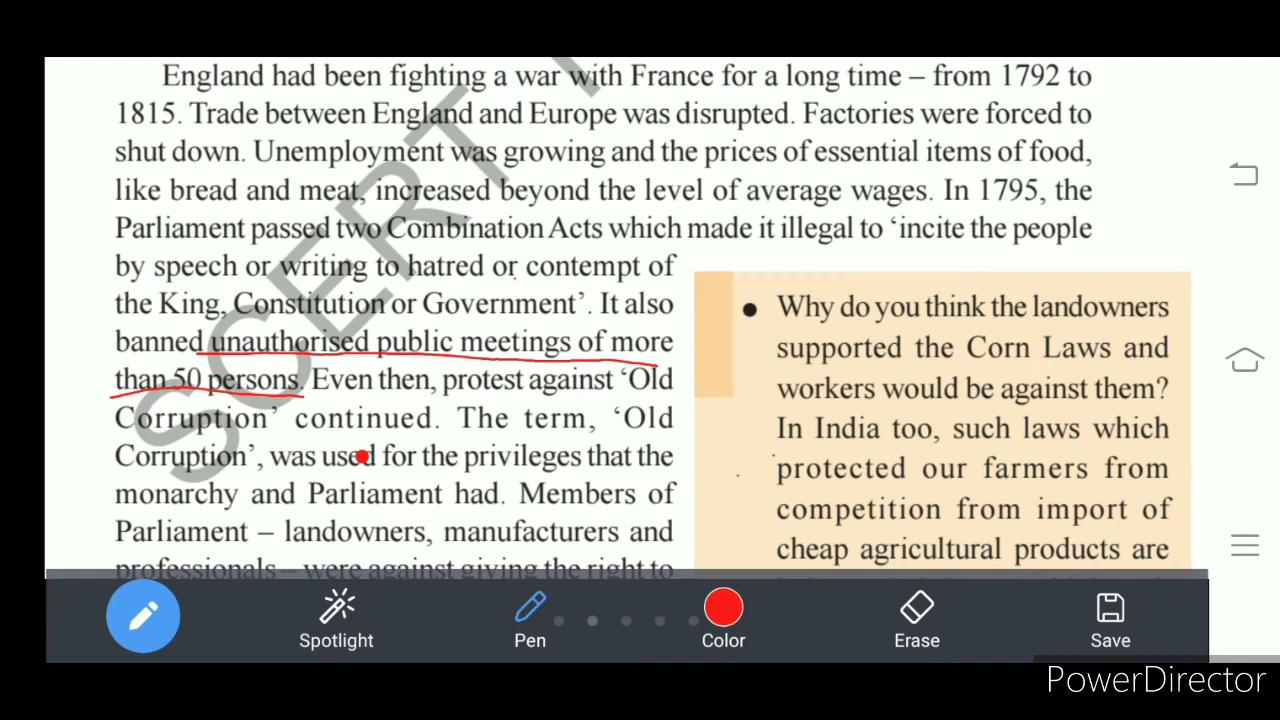 England had been fighting a war with France for a long time – from 1792 to
1815. Trade between England and Europe was disrupted. Factories were forced to
shut down. Unemployment was growing and the prices of essential items of food,
like bread and meat, increased beyond the level of average wages. In 1795, the
Parliament passed two Combination Acts which made it illegal to ‘incite the people
by speech or writing to hatred or contempt of
the King, Constitution or Government’. It also
banned unauthorised public meetings of more
than 50 persons. Even then, protest against ‘Old
Corruption’ continued. The term, ‘Old
Corruption’, was used for the privileges that the
monarchy and Parliament had. Members of
Parliament – landowners, manufacturers and
professionals – were against giving the right to
• Why do you think the landowners
supported the Corn Laws and
workers would be against them?
In India too, such laws which
protected our farmers from
competition from import of
cheap agricultural products are
SCERT
Spotlight
Pen
Color
Erase
Save
PowerDirector